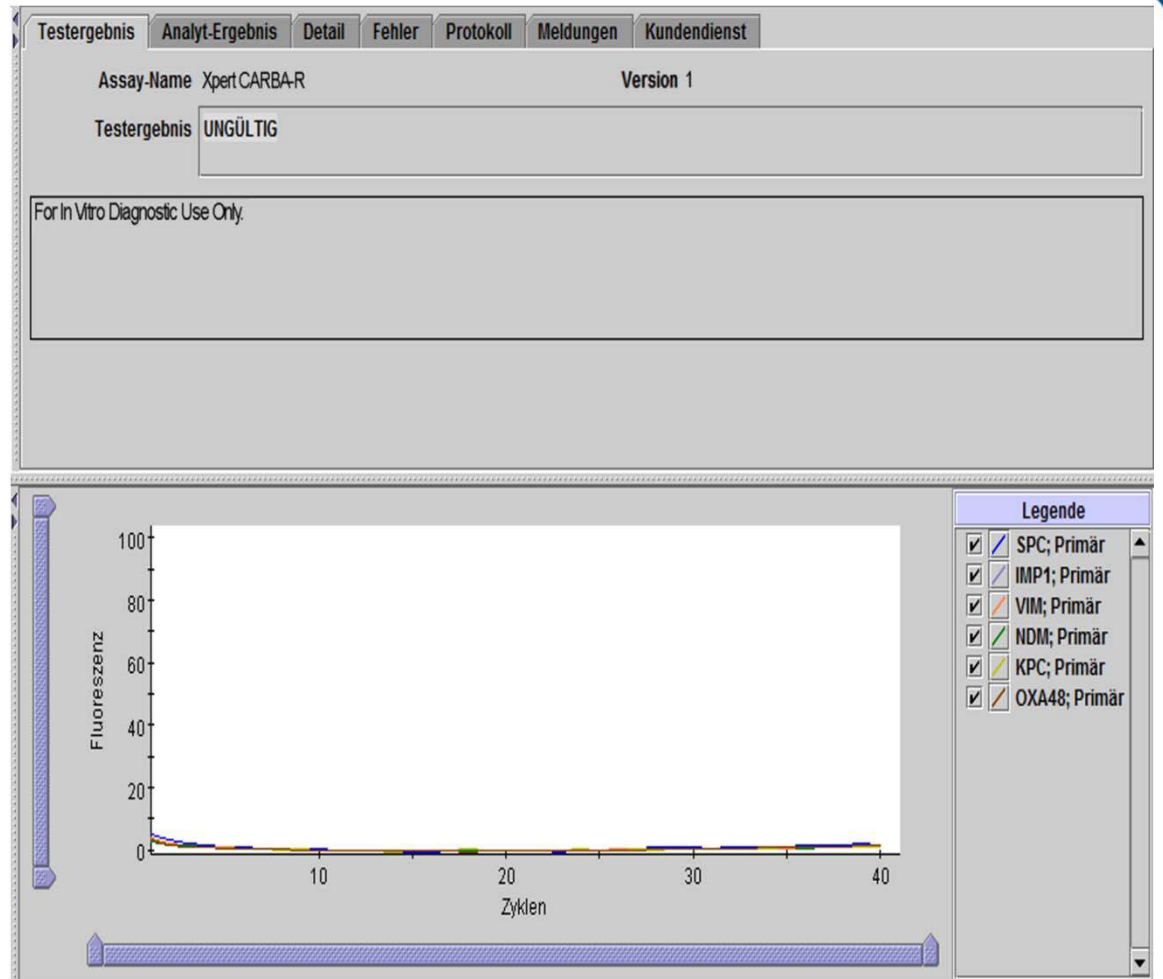 Testergebnis Analyt-Ergebnis Detail Fehler Protokoll Meldungen Kundendienst
Assay-Name Xpert CARBA-R Version 1
Testergebnis UNGÜLTIG
For In Vitro Diagnostic Use Only.
Legende
SPC; Primär
IMP1; Primär
VIM; Primär
NDM; Primär
KPC; Primär
OXA48; Primär
Fluoreszenz
100
80
60
40
20
0
10 20 30 40
Zyklen